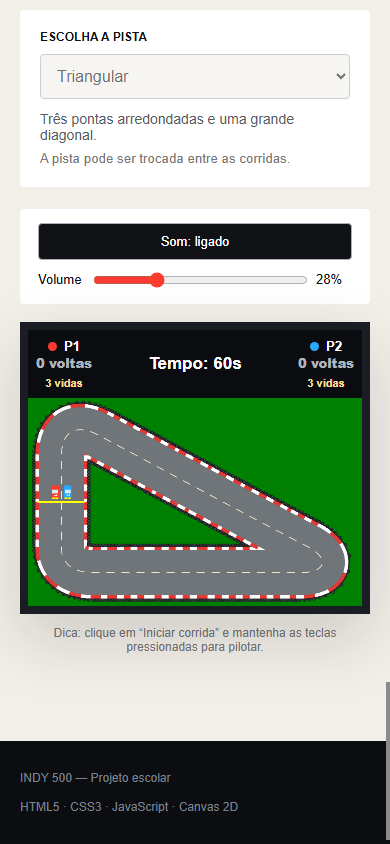 ESCOLHA A PISTA
Triangular
Três pontas arredondadas e uma grande
diagonal.
A pista pode ser trocada entre as corridas.
Som: ligado
Volume 28%
P1 P2
0 voltas Tempo: 60s 0 voltas
3 vidas 3 vidas
Dica: clique em “Iniciar corrida” e mantenha as teclas
pressionadas para pilotar.
INDY 500 — Projeto escolar
HTML5 · CSS3 · JavaScript · Canvas 2D